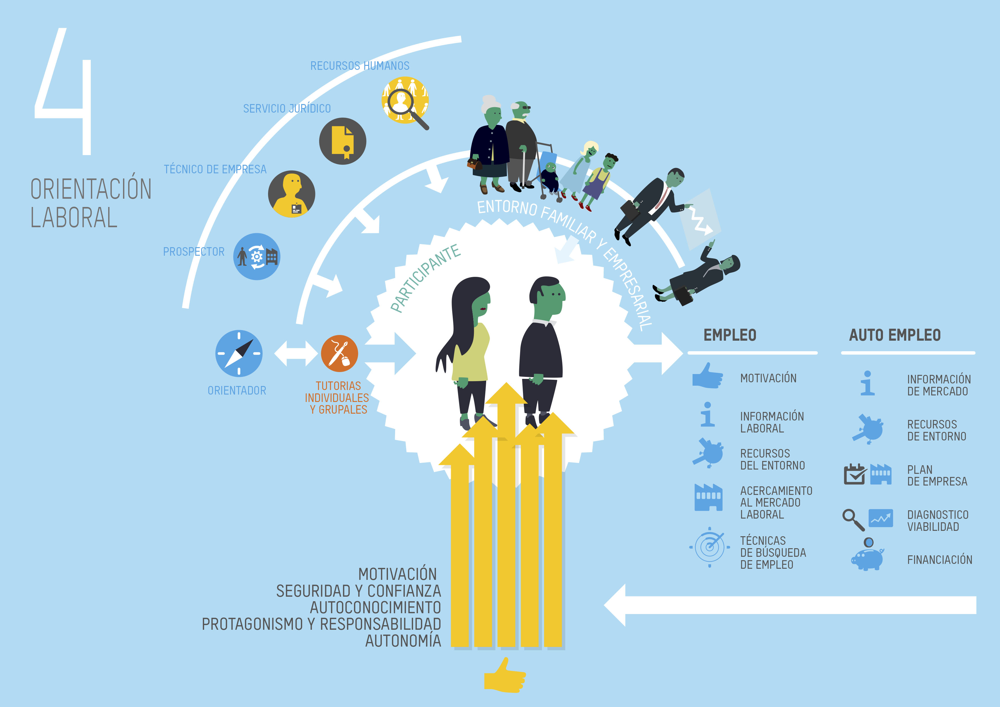 4
ORIENTACIÓN
LABORAL
RECURSOS HUMANOS
SERVICIO JURÍDICO
TÉCNICO DE EMPRESA
PROSPECTOR
ORIENTADOR
TUTORIAS
INDIVIDUALES
Y GRUPALES
PARTICIPANTE
ENTORNO FAMILIAR Y EMPRESARIAL
EMPLEO
MOTIVACIÓN
INFORMACIÓN
LABORAL
RECURSOS
DEL ENTORNO
ACERCAMIENTO
AL MERCADO
LABORAL
TÉCNICAS
DE BÚSQUEDA
DE EMPLEO
AUTO EMPLEO
INFORMACIÓN
DE MERCADO
RECURSOS
DE ENTORNO
PLAN
DE EMPRESA
DIAGNOSTICO
VIABILIDAD
FINANCIACIÓN
MOTIVACIÓN
SEGURIDAD Y CONFIANZA
AUTOCONOCIMIENTO
PROTAGONISMO Y RESPONSABILIDAD
AUTONOMÍA